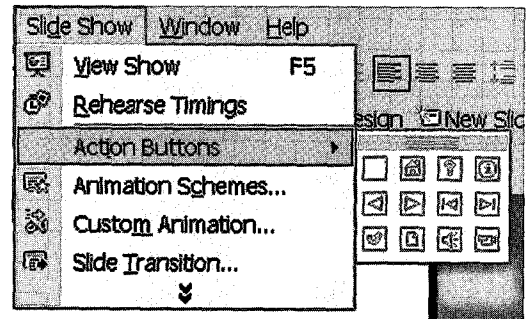 Slide Show Window Help
View Show F5
Rehearse Timings
esign New Slid
Action Buttons
Animation Schemes...
Custom Animation...
Slide Transition...